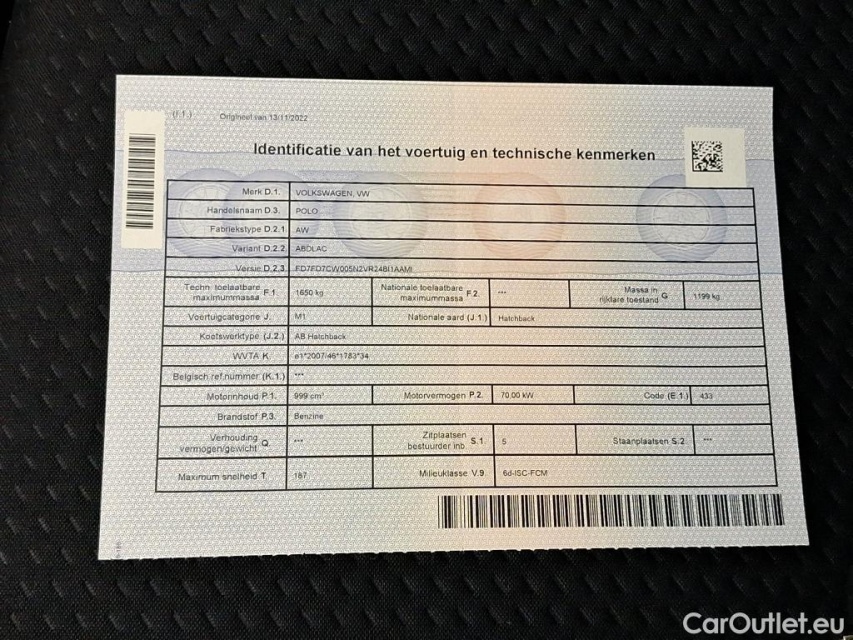 (I.1.) Origineel van 13/11/2022
Identificatie van het voertuig en technische kenmerken
Merk D.1. VOLKSWAGEN, VW
Handelsnaam D.3. POLO
Fabriekstype D.2.1 AW
Variant D.2.2. ABDLAC
Versie D.2.3. FD7FD7CW005N2VR248I1AAMI
Techn. toelaatbare maximummassa F.1. 1650 kg Nationale toelaatbare maximummassa F.2. *** Massa in rijklare toestand G 1199 kg
Voertuigcategorie J. M1 Nationale aard (J.1.) Hatchback
Koetswerktype (J.2.) AB Hatchback
WVTA K. e1*2007/46*1783*34
Belgisch ref.nummer (K.1.) ***
Motorinhoud P.1. 999 cm³ Motorvermogen P.2. 70.00 kW Code (E.1.) 433
Brandstof P.3. Benzine
Verhouding vermogen/gewicht Q. *** Zitplaatsen bestuurder inb. S.1. 5 Staanplaatsen S.2. ***
Maximum snelheid T. 187 Milieuklasse V.9. 6d-ISC-FCM
CarOutlet.eu